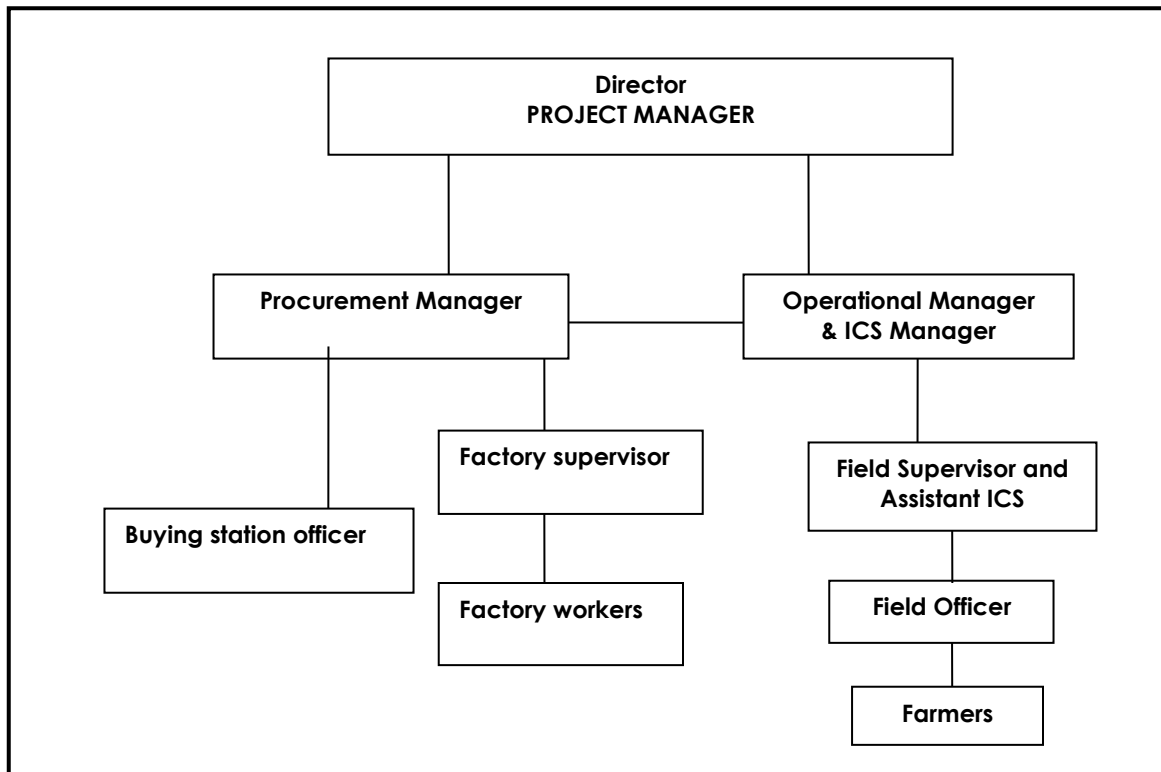 Director
PROJECT MANAGER
Procurement Manager
Operational Manager
& ICS Manager
Factory supervisor
Field Supervisor and
Assistant ICS
Buying station officer
Factory workers
Field Officer
Farmers